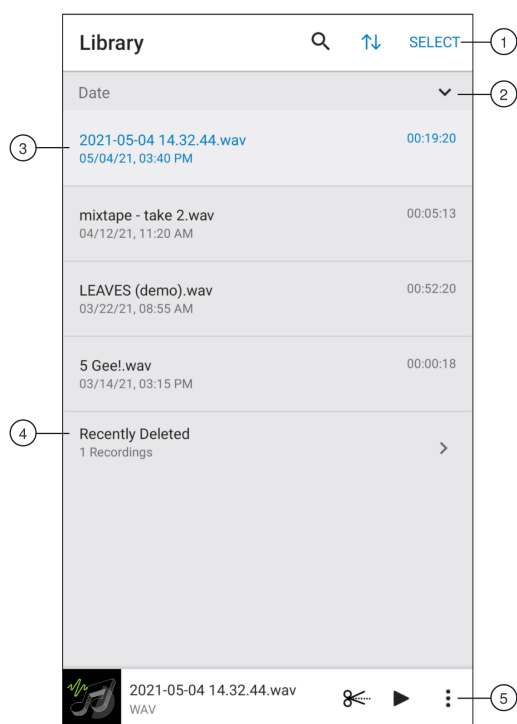 Library
SELECT
1
Date
2
3
2021-05-04 14.32.44.wav
00:19:20
05/04/21, 03:40 PM
mixtape - take 2.wav
00:05:13
04/12/21, 11:20 AM
LEAVES (demo).wav
00:52:20
03/22/21, 08:55 AM
5 Gee!.wav
00:00:18
03/14/21, 03:15 PM
4
Recently Deleted
1 Recordings
2021-05-04 14.32.44.wav
WAV
5